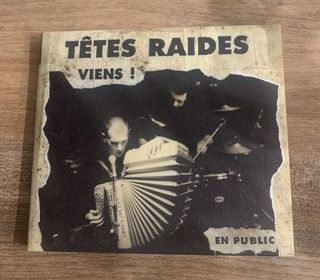 TÊTES RAIDES
VIENS !
EN PUBLIC